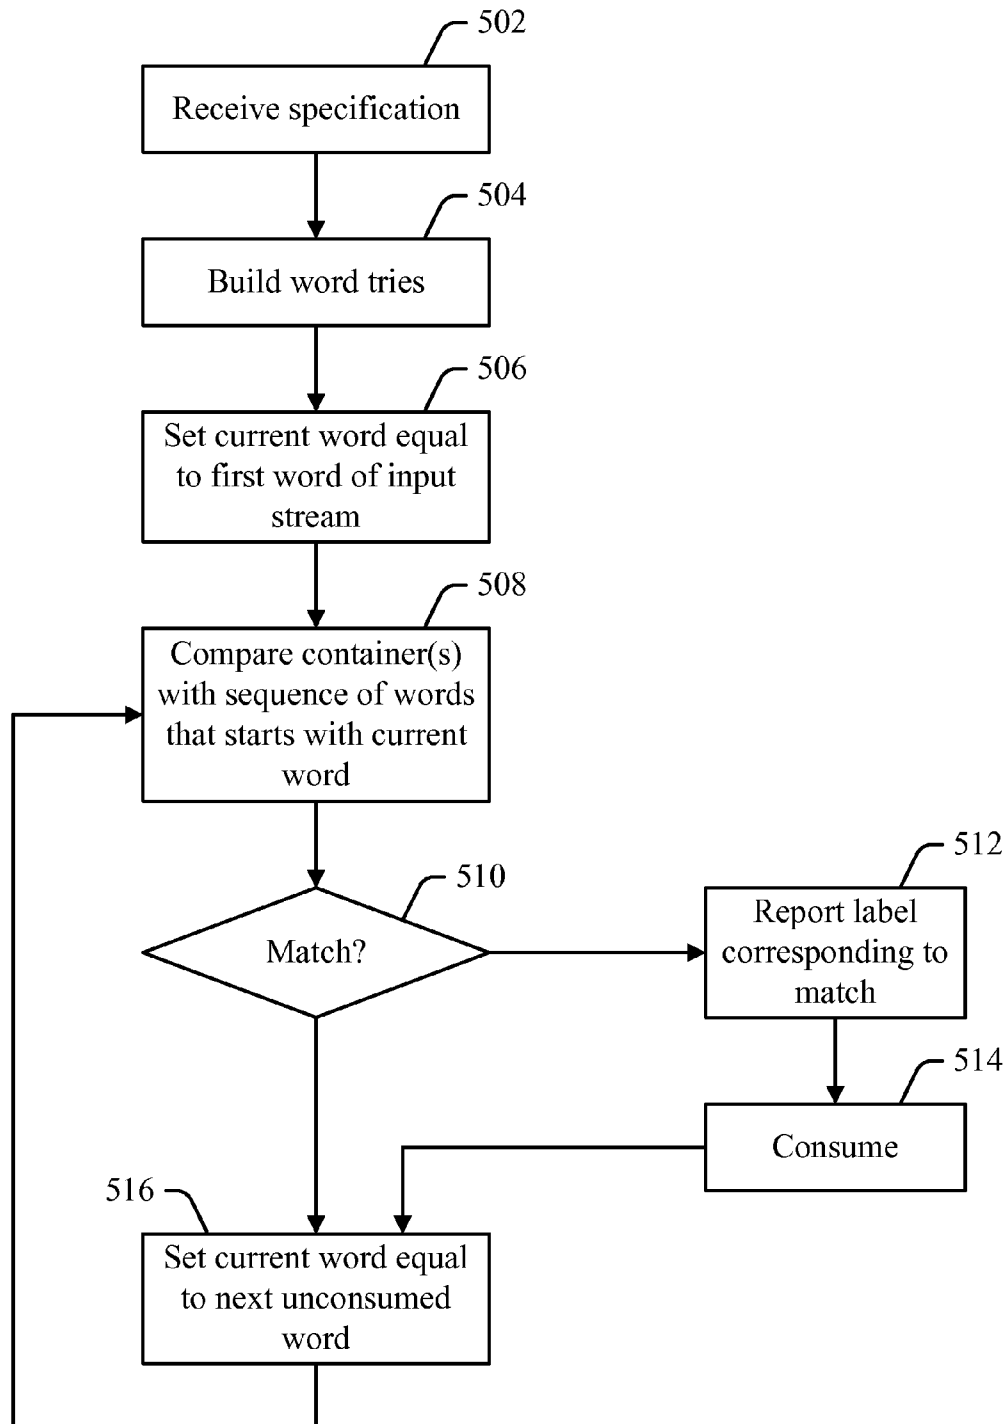 502
Receive specification
504
Build word tries
506
Set current word equal
to first word of input
stream
508
Compare container(s)
with sequence of words
that starts with current
word
510
Match?
512
Report label
corresponding to
match
514
Consume
516
Set current word equal
to next unconsumed
word